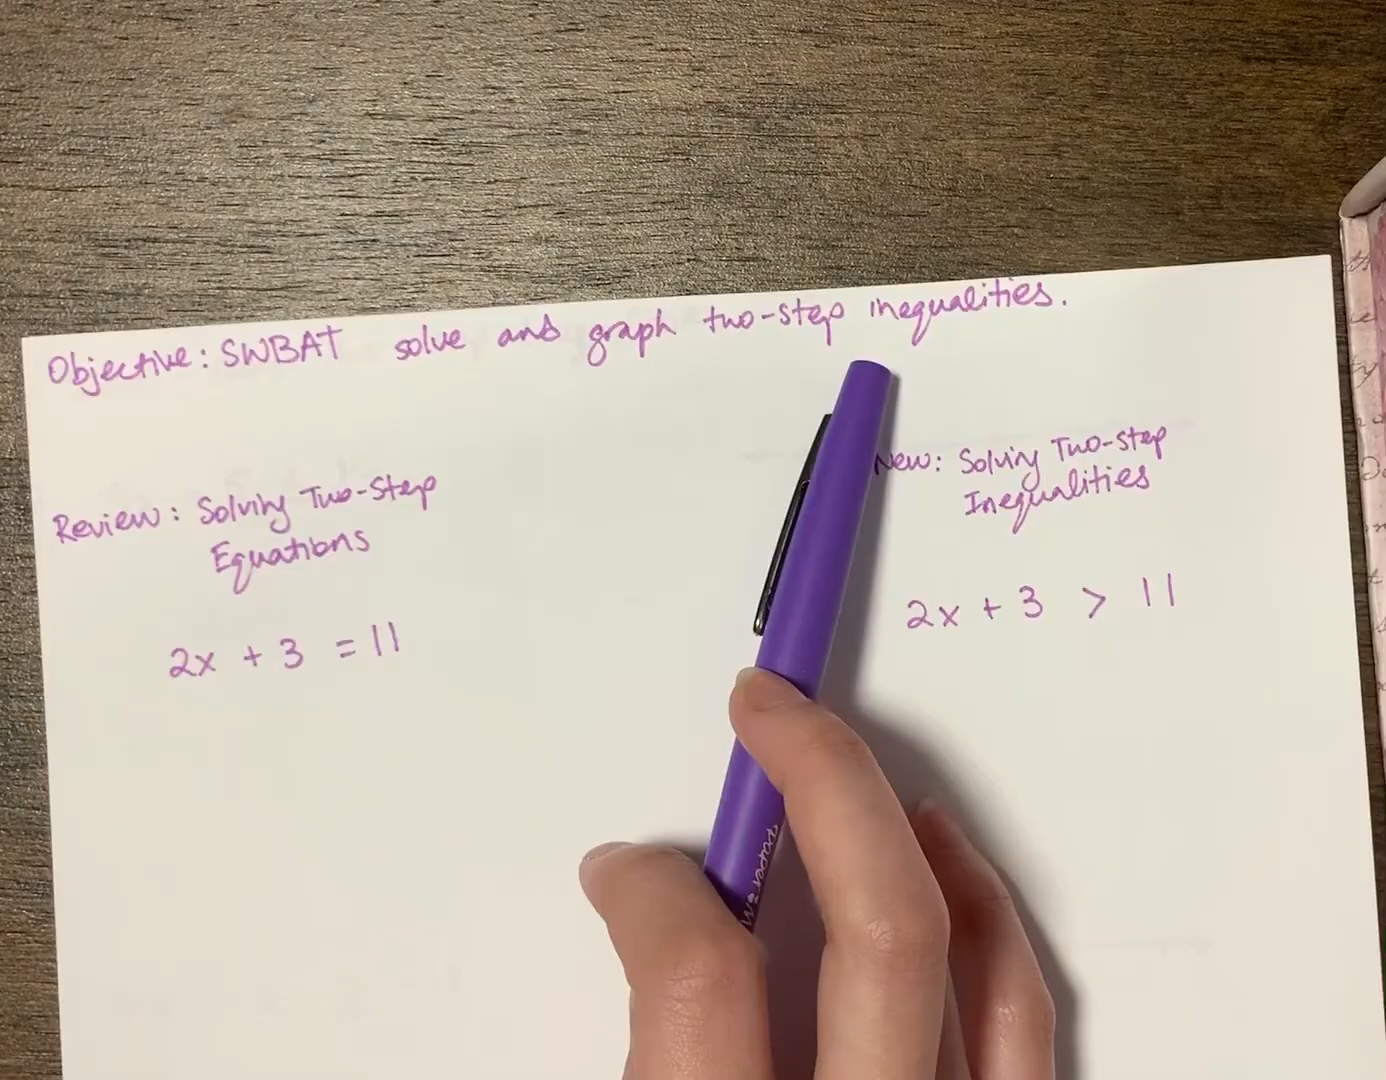 Objective: SWBAT solve and graph two-step inequalities.
Review: Solving Two-Step
Equations
2x + 3 = 11
New: Solving Two-Step
Inequalities
2x + 3 > 11